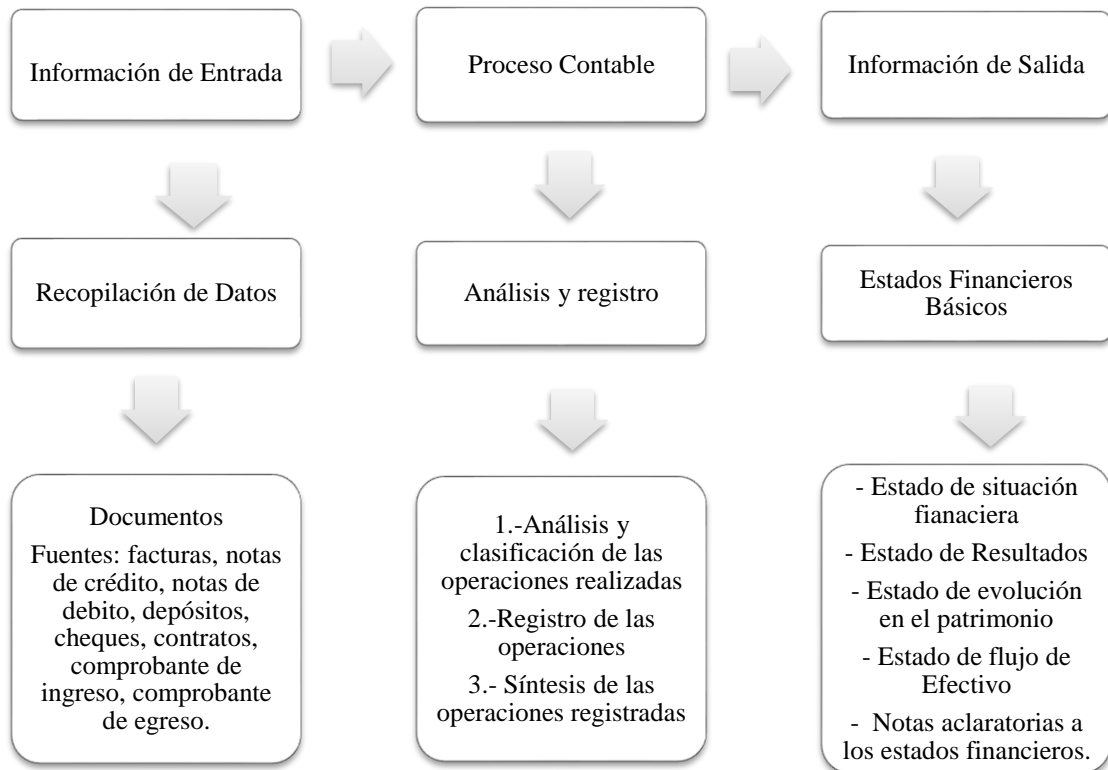 Información de Entrada
Proceso Contable
Información de Salida
Recopilación de Datos
Análisis y registro
Estados Financieros
Básicos
Documentos
Fuentes: facturas, notas
de crédito, notas de
debito, depósitos,
cheques, contratos,
comprobante de
ingreso, comprobante
de egreso.
1.-Análisis y
clasificación de las
operaciones realizadas
2.-Registro de las
operaciones
3.- Síntesis de las
operaciones registradas
- Estado de situación
fianaciera
- Estado de Resultados
- Estado de evolución
en el patrimonio
- Estado de flujo de
Efectivo
- Notas aclaratorias a
los estados financieros.